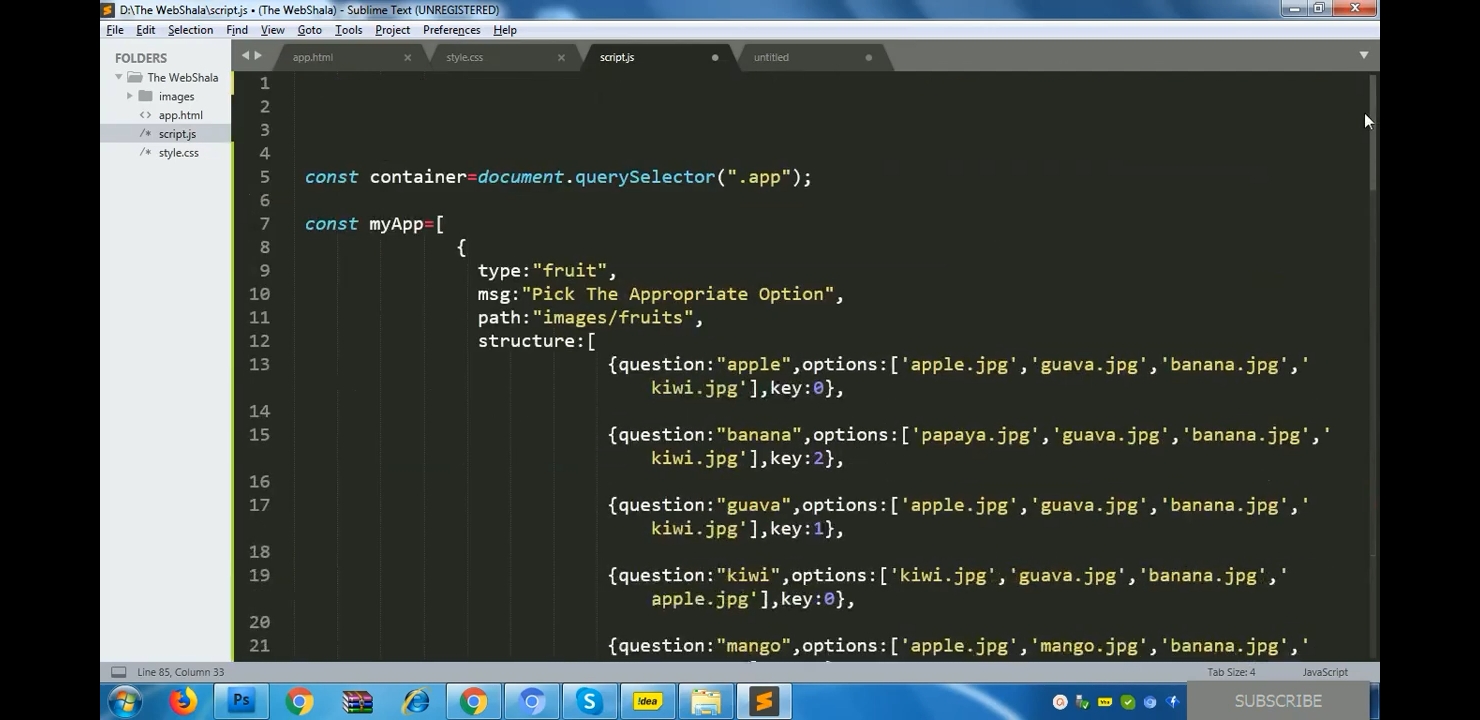 D:\The WebShala\script.js • (The WebShala) - Sublime Text (UNREGISTERED)
File Edit Selection Find View Goto Tools Project Preferences Help
FOLDERS
The WebShala
images
<> app.html
/* script.js
/* style.css
app.html style.css script.js untitled
1
2
3
4
5 const container=document.querySelector(".app");
6
7 const myApp=[
8 {
9 type:"fruit",
10 msg:"Pick The Appropriate Option",
11 path:"images/fruits",
12 structure:[
13 {question:"apple",options:['apple.jpg','guava.jpg','banana.jpg','
kiwi.jpg'],key:0},
14
15 {question:"banana",options:['papaya.jpg','guava.jpg','banana.jpg','
kiwi.jpg'],key:2},
16
17 {question:"guava",options:['apple.jpg','guava.jpg','banana.jpg','
kiwi.jpg'],key:1},
18
19 {question:"kiwi",options:['kiwi.jpg','guava.jpg','banana.jpg','
apple.jpg'],key:0},
20
21 {question:"mango",options:['apple.jpg','mango.jpg','banana.jpg','
Line 85, Column 33 Tab Size: 4 JavaScript
Ps S !dea SUBSCRIBE